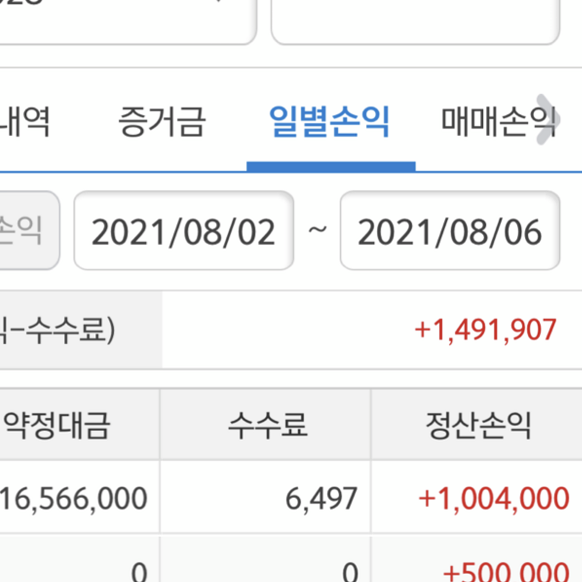 내역 증거금 일별손익 매매손익
손익 2021/08/02 ~ 2021/08/06
-수수료) +1,491,907
약정대금 수수료 정산손익
16,566,000 6,497 +1,004,000
0 0 +500,000